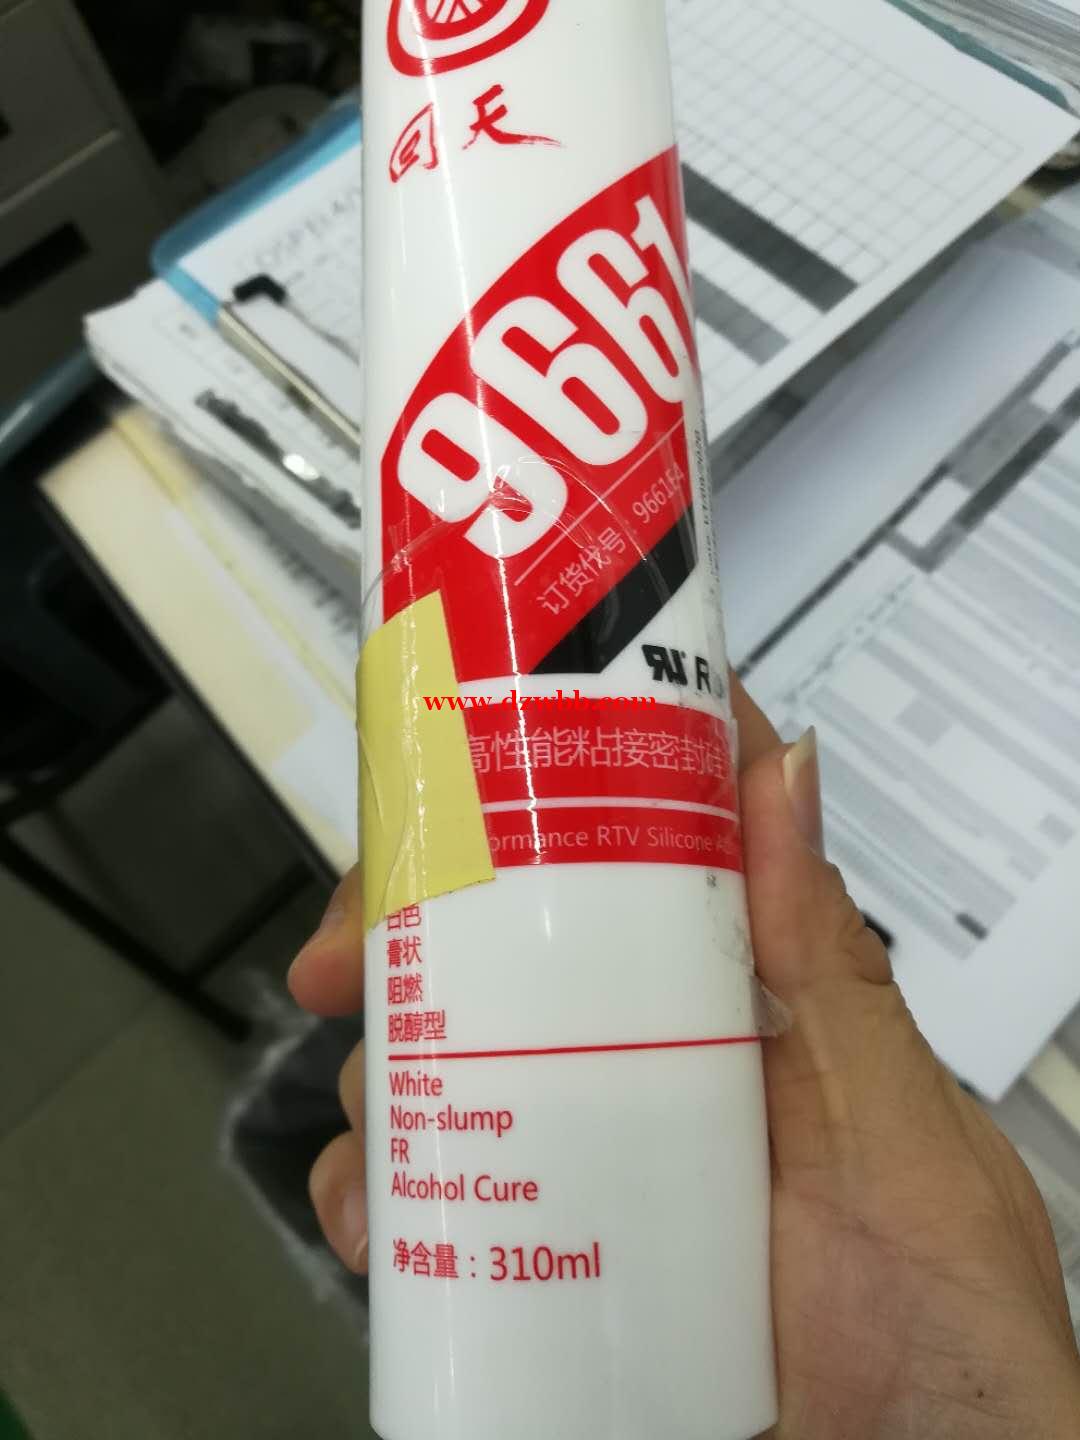 回天
9661
订货代号 9661F4
www.dzwbb.com
高性能粘接密封硅
ormance RTV Silicone
白色
膏状
阻燃
脱醇型
White
Non-slump
FR
Alcohol Cure
净含量：310ml